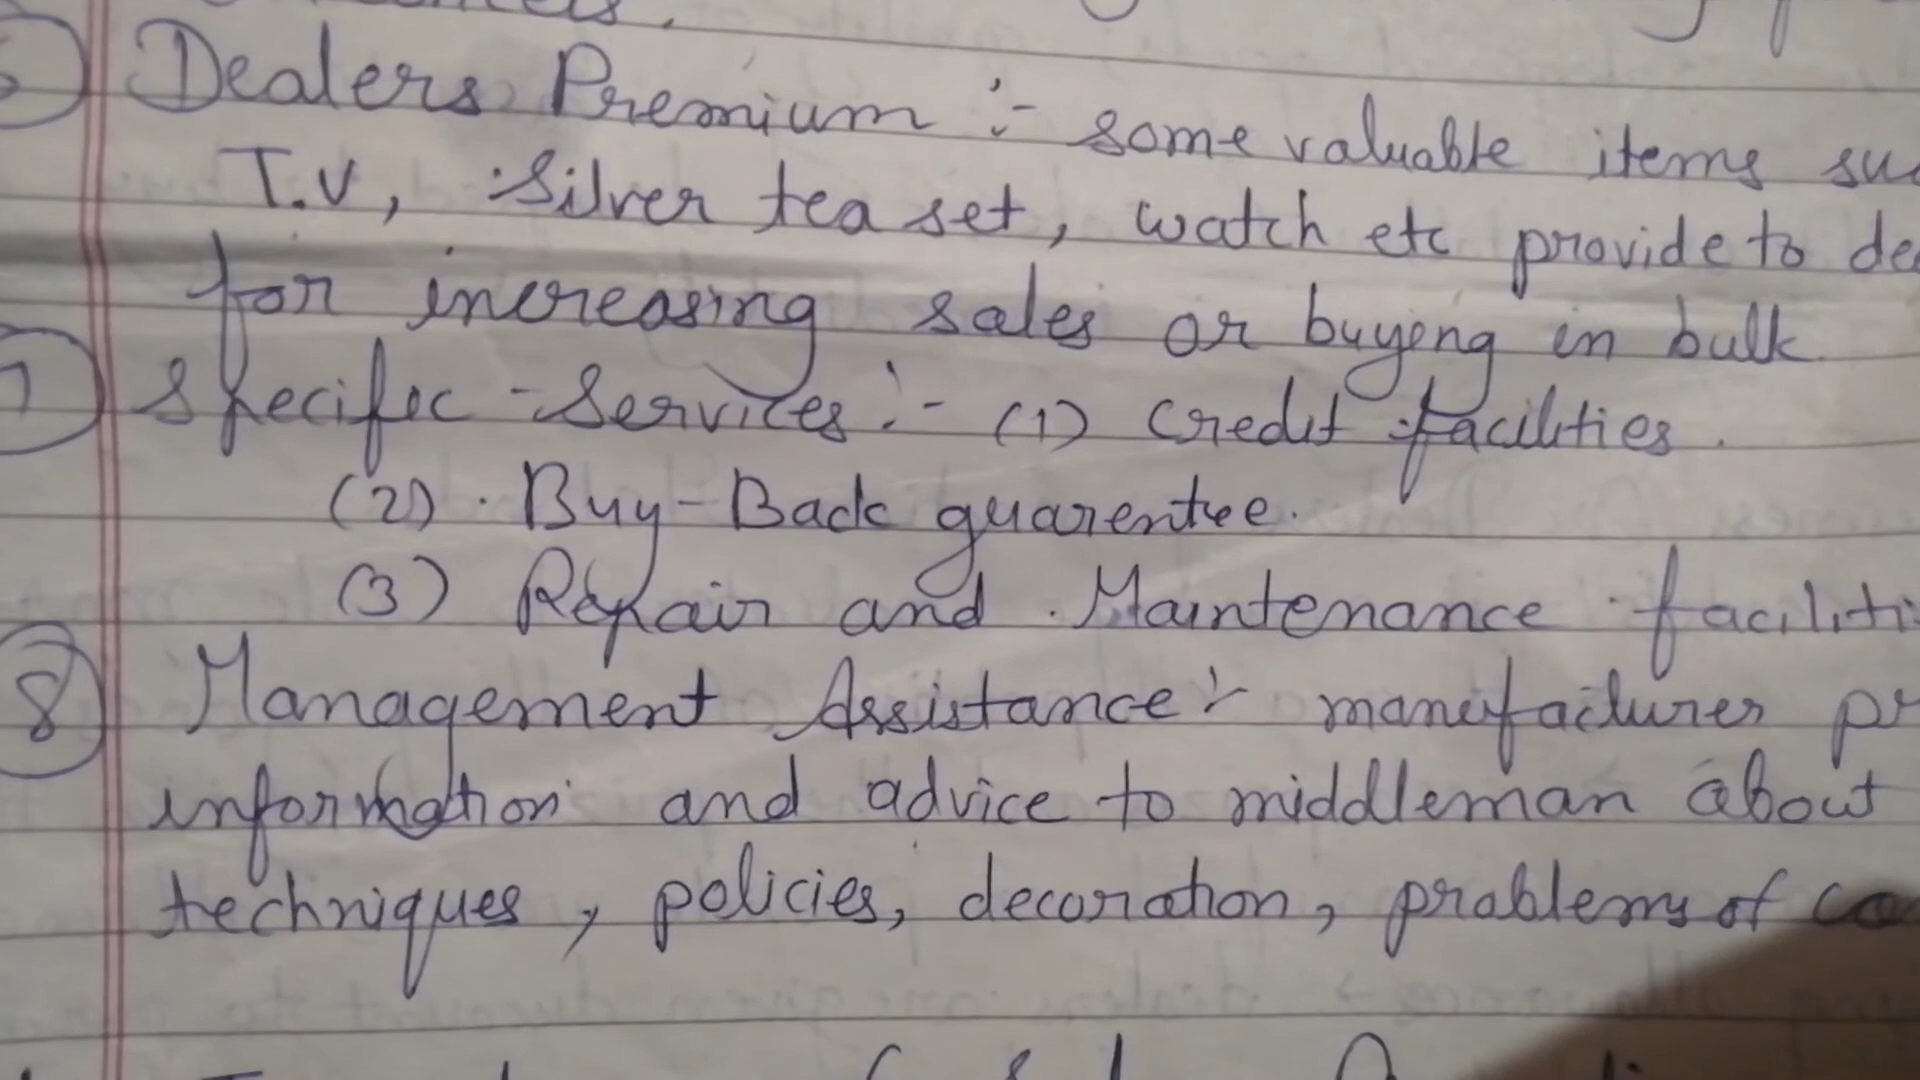 Dealers Premium :- some valuable items su
T.V, Silver tea set, watch etc provide to de
for increasing sales or buying in bulk
7 Specific - Services :- (1) Credit facilities.
(2) Buy-Back guarentee.
(3) Repair and Maintenance faciliti
8 Management Assistance :- manufacturer pr
information and advice to middleman about
techniques, policies, decoration, problems of co